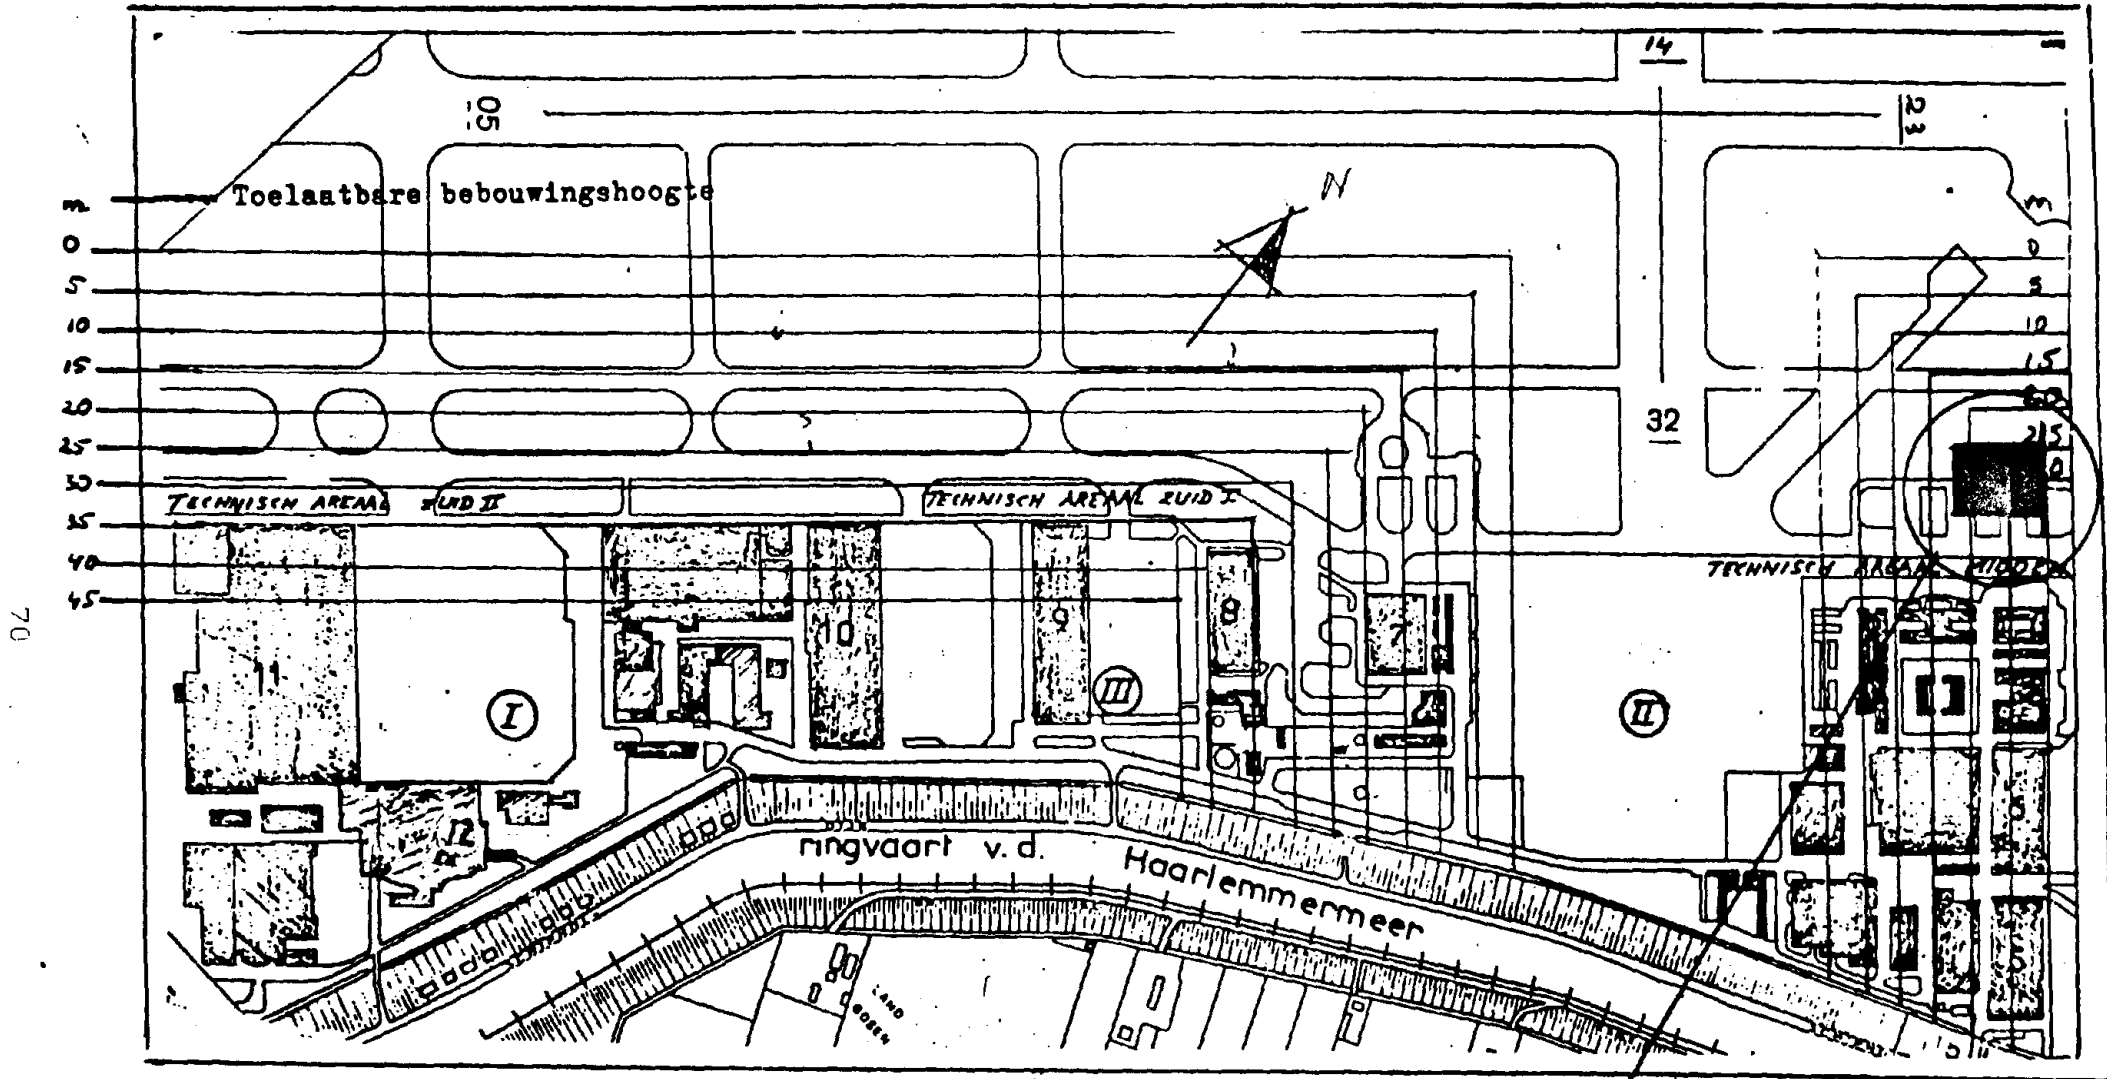 14
05
23
N
Toelaatbare bebouwingshoogte
m
0
5
10
15
20
25
30
35
40
45
m
0
5
10
15
20
25
32
TECHNISCH AREAAL ZUID II
TECHNISCH AREAAL ZUID I
TECHNISCH AREAAL MIDDEN
11
10
9
8
7
I
III
II
12
ringvaart v.d.
Haarlemmermeer
70